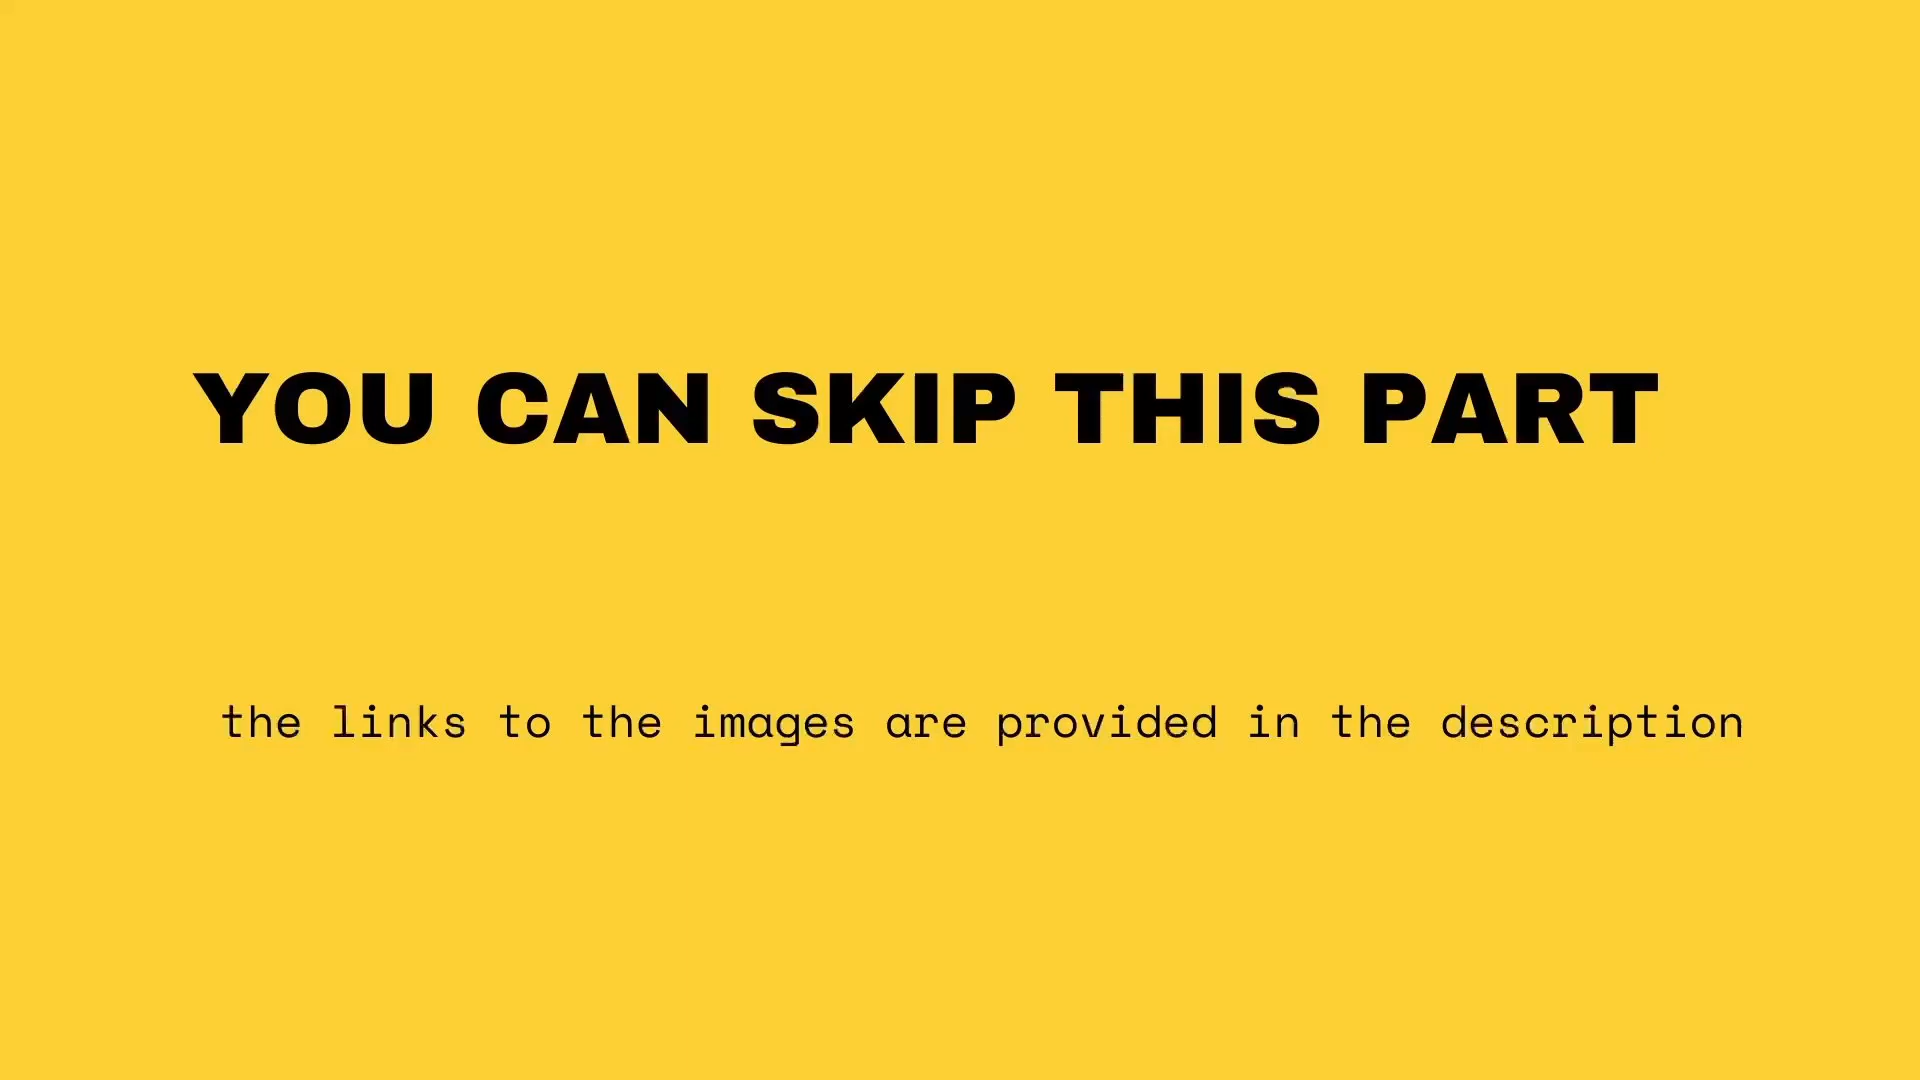 YOU CAN SKIP THIS PART
the links to the images are provided in the description